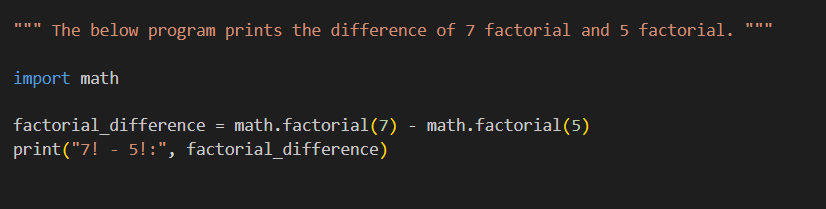 """ The below program prints the difference of 7 factorial and 5 factorial. """
import math
factorial_difference = math.factorial(7) - math.factorial(5)
print("7! - 5!:", factorial_difference)